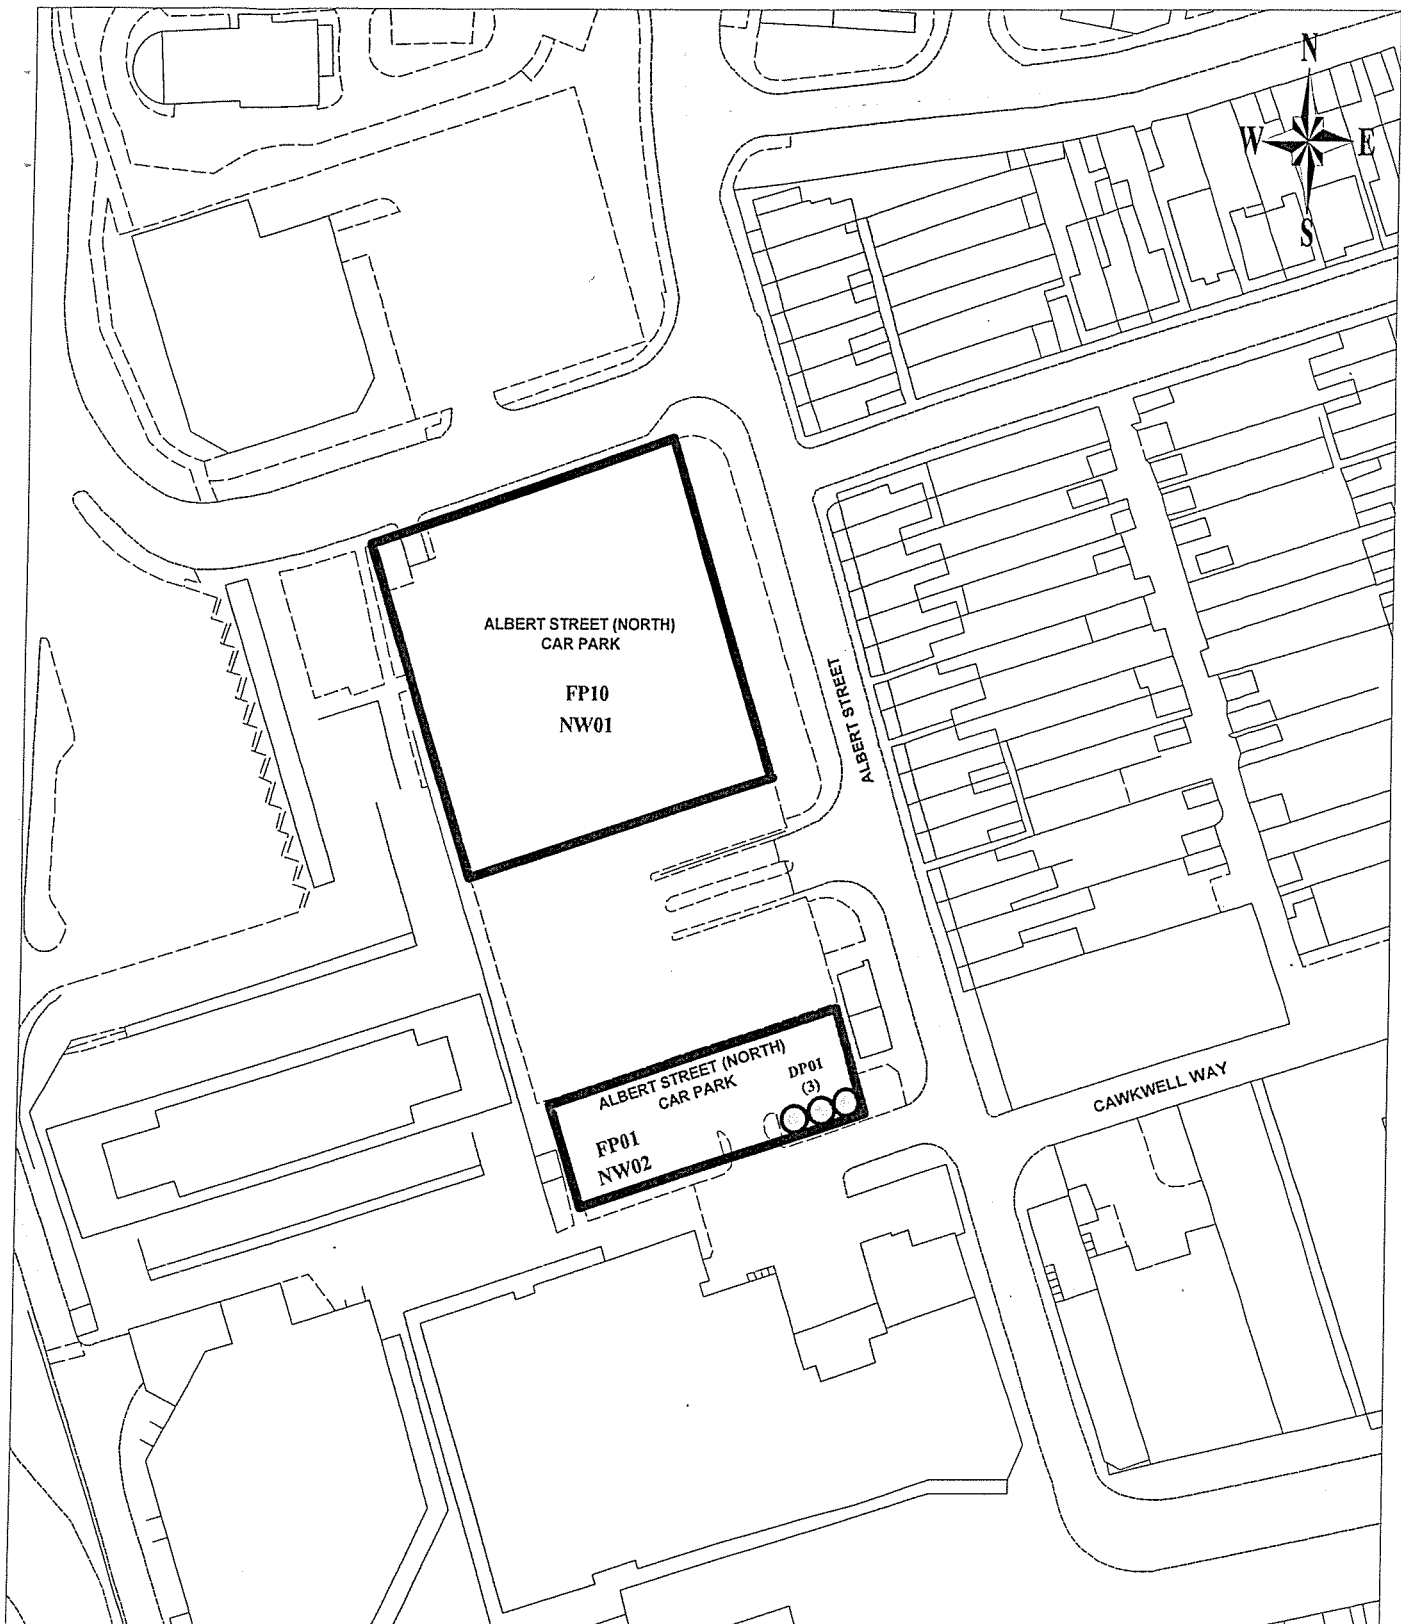 N
W E
S
ALBERT STREET (NORTH)
CAR PARK
FP10
NW01
ALBERT STREET
ALBERT STREET (NORTH)
CAR PARK
DP01
(3)
FP01
NW02
CAWKWELL WAY